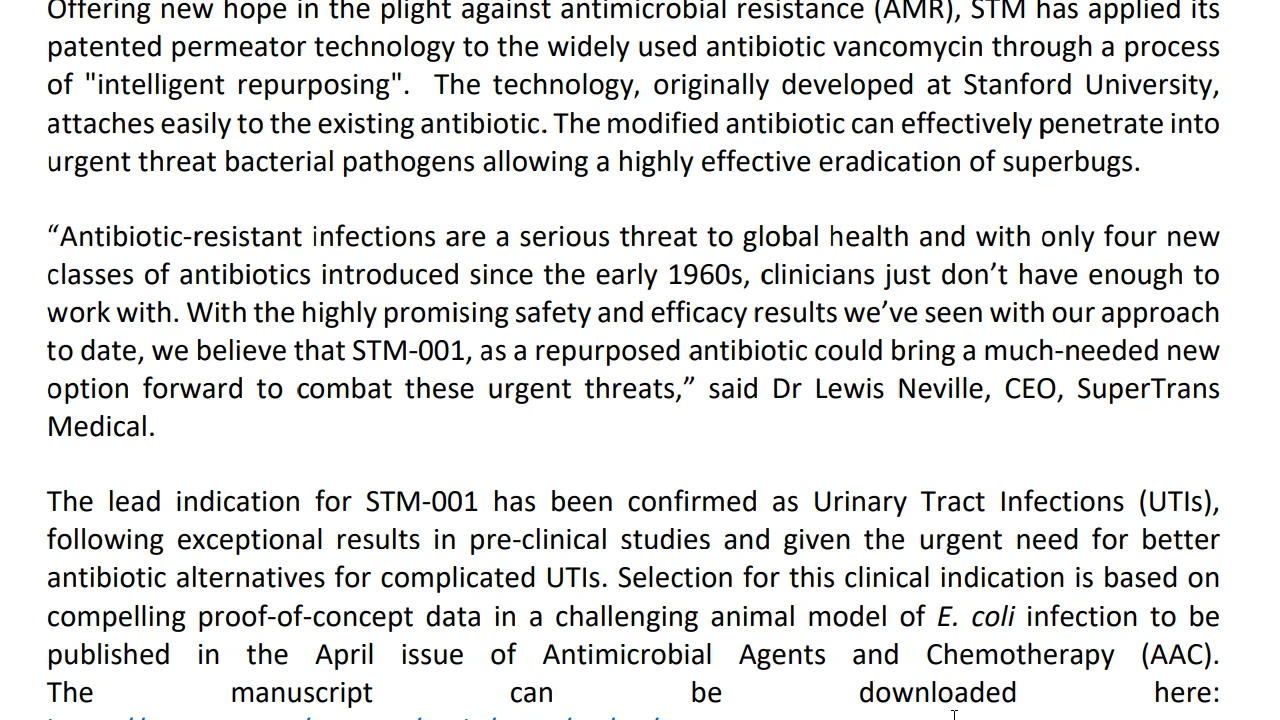 Offering new hope in the plight against antimicrobial resistance (AMR), STM has applied its
patented permeator technology to the widely used antibiotic vancomycin through a process
of "intelligent repurposing".  The technology, originally developed at Stanford University,
attaches easily to the existing antibiotic. The modified antibiotic can effectively penetrate into
urgent threat bacterial pathogens allowing a highly effective eradication of superbugs.
“Antibiotic-resistant infections are a serious threat to global health and with only four new
classes of antibiotics introduced since the early 1960s, clinicians just don’t have enough to
work with. With the highly promising safety and efficacy results we’ve seen with our approach
to date, we believe that STM-001, as a repurposed antibiotic could bring a much-needed new
option forward to combat these urgent threats,” said Dr Lewis Neville, CEO, SuperTrans
Medical.
The lead indication for STM-001 has been confirmed as Urinary Tract Infections (UTIs),
following exceptional results in pre-clinical studies and given the urgent need for better
antibiotic alternatives for complicated UTIs. Selection for this clinical indication is based on
compelling proof-of-concept data in a challenging animal model of E. coli infection to be
published in the April issue of Antimicrobial Agents and Chemotherapy (AAC).
The manuscript can be downloaded here: